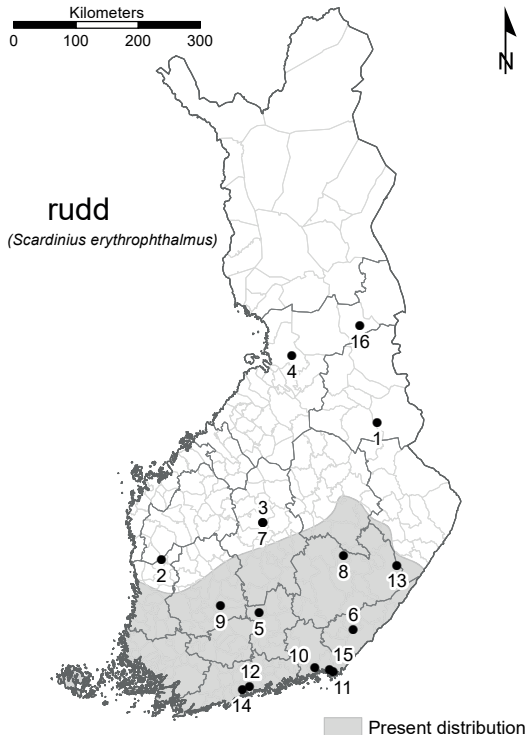 Kilometers
0 100 200 300
N
rudd
(Scardinius erythrophthalmus)
16
4
1
3
7
2
8
13
9
5
6
10
15
11
12
14
Present distribution